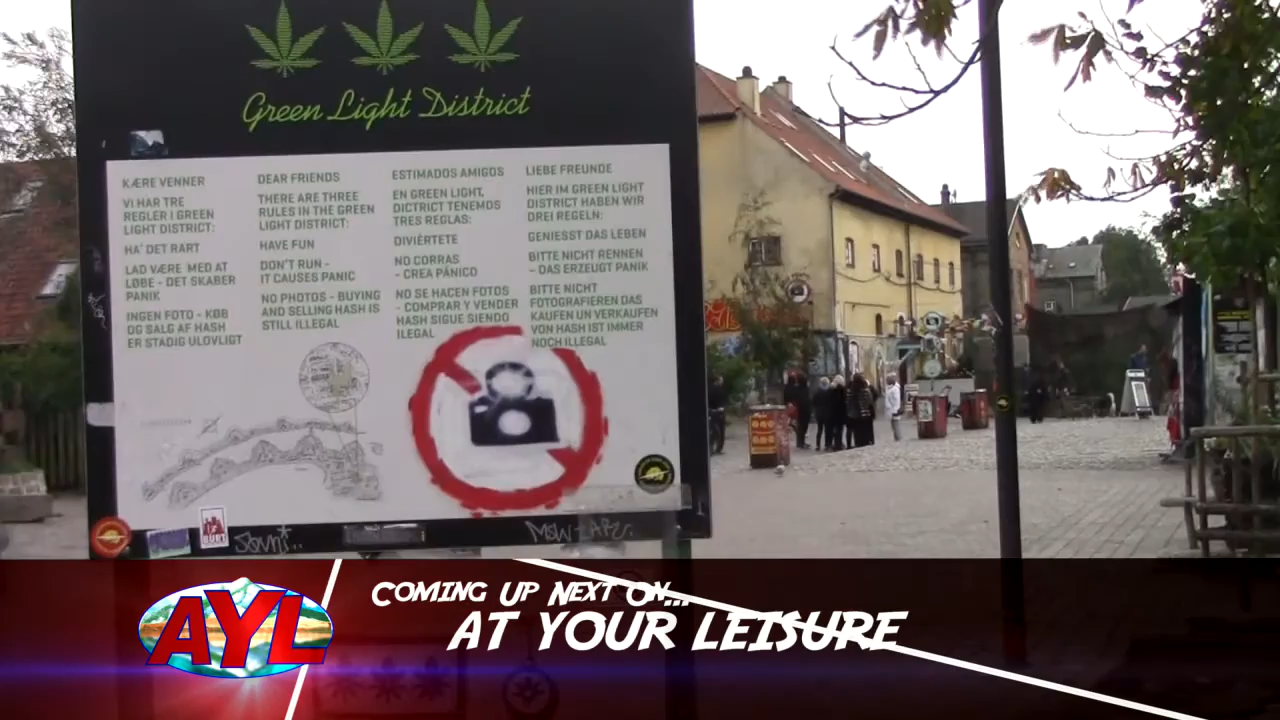 Green Light District
KÆRE VENNER
VI HAR TRE
REGLER I GREEN
LIGHT DISTRICT:
HA' DET RART
LAD VÆRE MED AT
LØBE - DET SKABER
PANIK
INGEN FOTO - KØB
OG SALG AF HASH
ER STADIG ULOVLIGT
DEAR FRIENDS
THERE ARE THREE
RULES IN THE GREEN
LIGHT DISTRICT:
HAVE FUN
DON'T RUN -
IT CAUSES PANIC
NO PHOTOS - BUYING
AND SELLING HASH IS
STILL ILLEGAL
ESTIMADOS AMIGOS
EN GREEN LIGHT,
DICTRICT TENEMOS
TRES REGLAS:
DIVIÉRTETE
NO CORRAS
- CREA PÁNICO
NO SE HACEN FOTOS
- COMPRAR Y VENDER
HASH SIGUE SIENDO
ILEGAL
LIEBE FREUNDE
HIER IM GREEN LIGHT
DISTRICT HABEN WIR
DREI REGELN:
GENIESST DAS LEBEN
BITTE NICHT RENNEN
- DAS ERZEUGT PANIK
BITTE NICHT
FOTOGRAFIEREN DAS
KAUFEN UN VERKAUFEN
VON HASH IST IMMER
NOCH ILLEGAL
AYL
COMING UP NEXT ON...
AT YOUR LEISURE